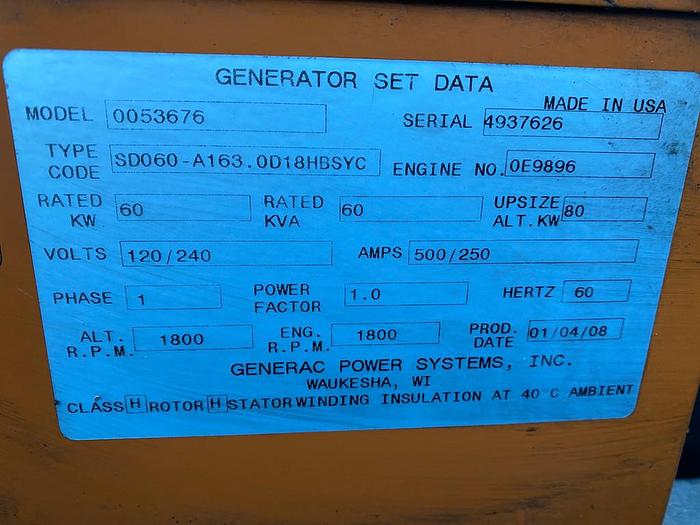 GENERATOR SET DATA
MADE IN USA
MODEL 0053676 SERIAL 4937626
TYPE CODE SD060-A163.0D18HBSYC ENGINE NO. 0E9896
RATED KW 60 RATED KVA 60 UPSIZE ALT.KW 80
VOLTS 120/240 AMPS 500/250
PHASE 1 POWER FACTOR 1.0 HERTZ 60
ALT. R.P.M. 1800 ENG. R.P.M. 1800 PROD. DATE 01/04/08
GENERAC POWER SYSTEMS, INC.
WAUKESHA, WI
CLASS H ROTOR H STATOR WINDING INSULATION AT 40°C AMBIENT